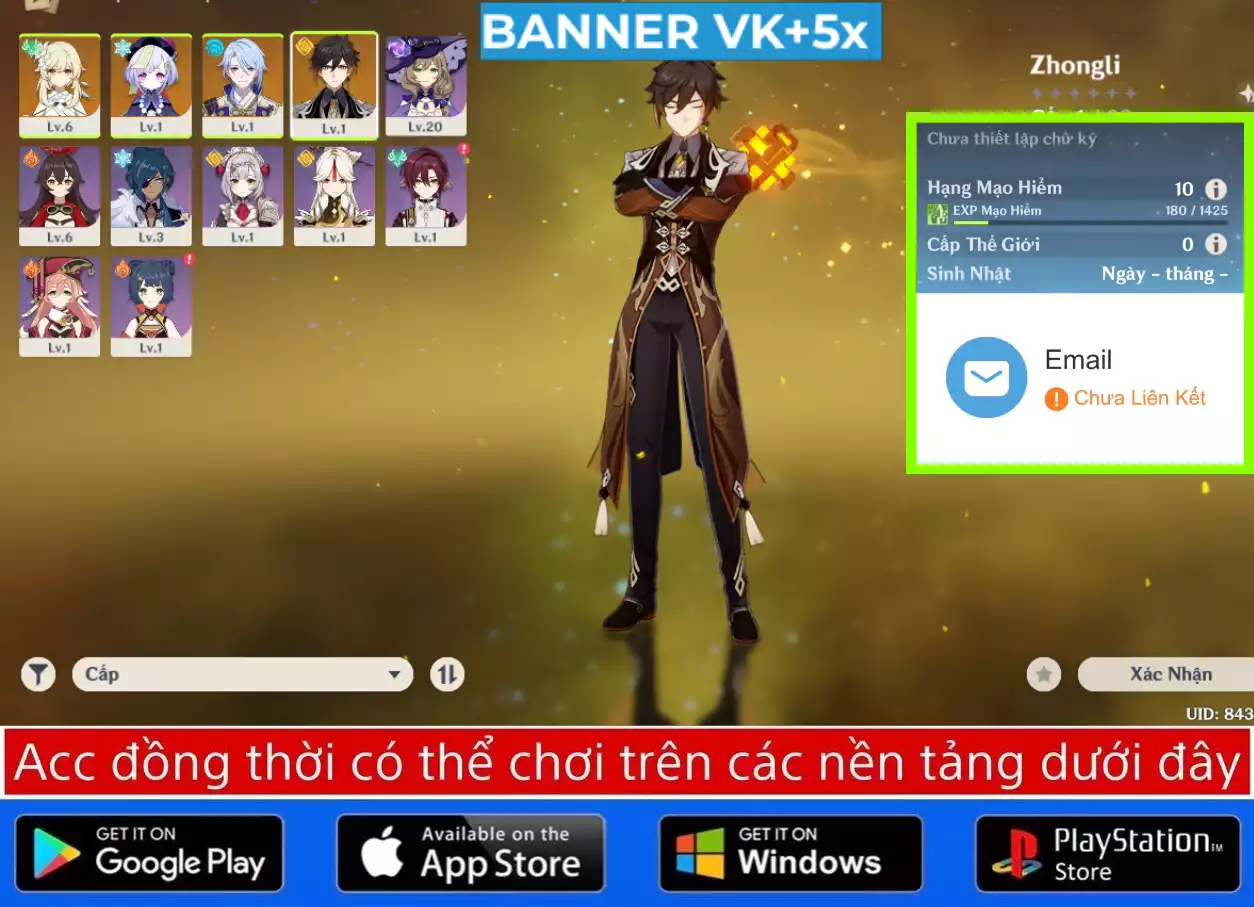 BANNER VK+5x
Zhongli
Lv.6
Lv.1
Lv.1
Lv.1
Lv.20
Chưa thiết lập chữ ký
Hạng Mạo Hiểm 10
EXP Mạo Hiểm 180 / 1425
Cấp Thế Giới 0
Sinh Nhật Ngày - tháng -
Lv.6
Lv.3
Lv.1
Lv.1
Lv.1
Lv.1
Lv.1
Email
Chưa Liên Kết
Cấp
Xác Nhận
UID: 843
Acc đồng thời có thể chơi trên các nền tảng dưới đây
GET IT ON
Google Play
Available on the
App Store
GET IT ON
Windows
PlayStation TM
Store